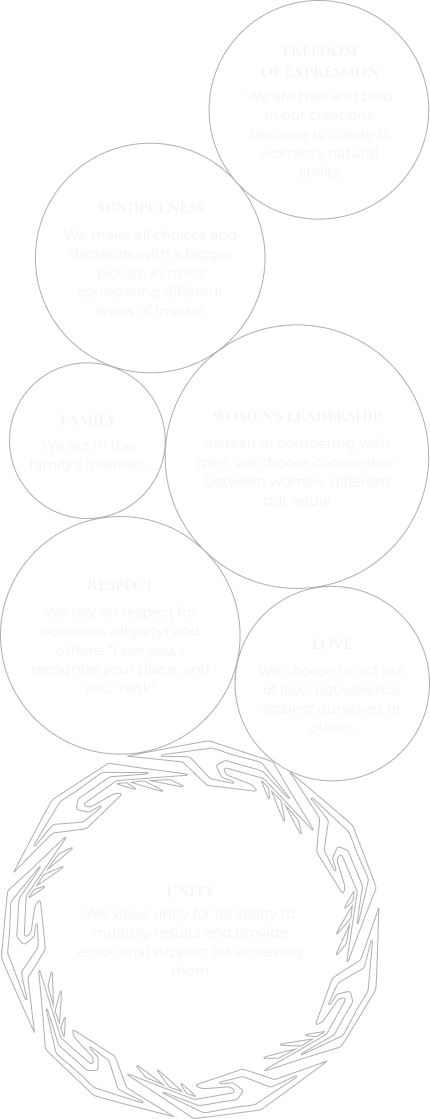 FREEDOM
OF EXPRESSION
We are free and bold
in our creations
because to create is
women's natural
ability
MINDFULNESS
We make all choices and
decisions with a bigger
picture in mind
considering different
levels of impact
FAMILY
We act in the
family's interests
WOMEN'S LEADERSHIP
Instead of competing with
men, we choose cooperation
between women, different
but equal
RESPECT
We rely on respect for
ourselves (dignity) and
others: "I see you, I
recognize your place, and
your rank"
LOVE
We choose to act out
of love, not violence
against ourselves or
others
UNITY
We value unity for its ability to
multiply results and provide
emotional support for achieving
them